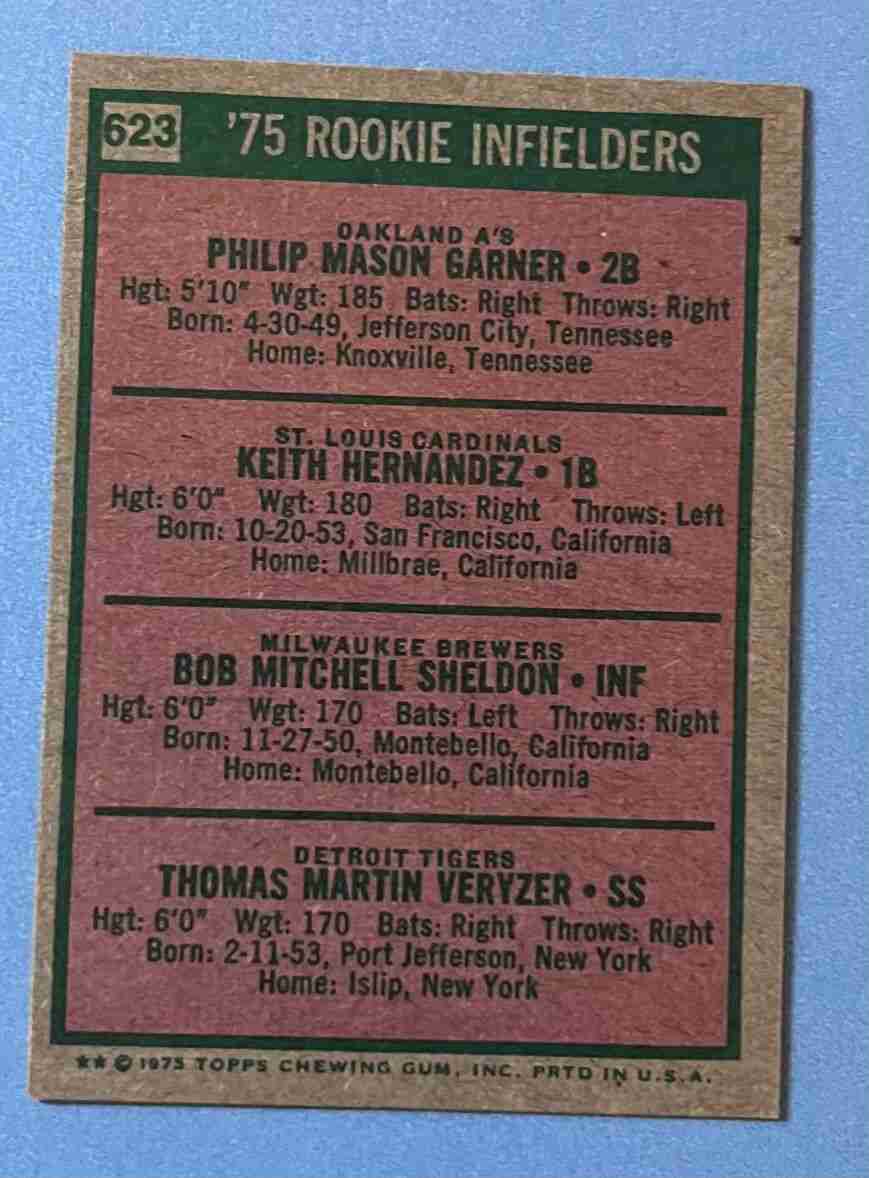 623 '75 ROOKIE INFIELDERS
OAKLAND A'S
PHILIP MASON GARNER • 2B
Hgt: 5'10" Wgt: 185 Bats: Right Throws: Right
Born: 4-30-49, Jefferson City, Tennessee
Home: Knoxville, Tennessee
ST. LOUIS CARDINALS
KEITH HERNANDEZ • 1B
Hgt: 6'0" Wgt: 180 Bats: Right Throws: Left
Born: 10-20-53, San Francisco, California
Home: Millbrae, California
MILWAUKEE BREWERS
BOB MITCHELL SHELDON • INF
Hgt: 6'0" Wgt: 170 Bats: Left Throws: Right
Born: 11-27-50, Montebello, California
Home: Montebello, California
DETROIT TIGERS
THOMAS MARTIN VERYZER • SS
Hgt: 6'0" Wgt: 170 Bats: Right Throws: Right
Born: 2-11-53, Port Jefferson, New York
Home: Islip, New York
★★ © 1975 TOPPS CHEWING GUM, INC. PRTD IN U.S.A.